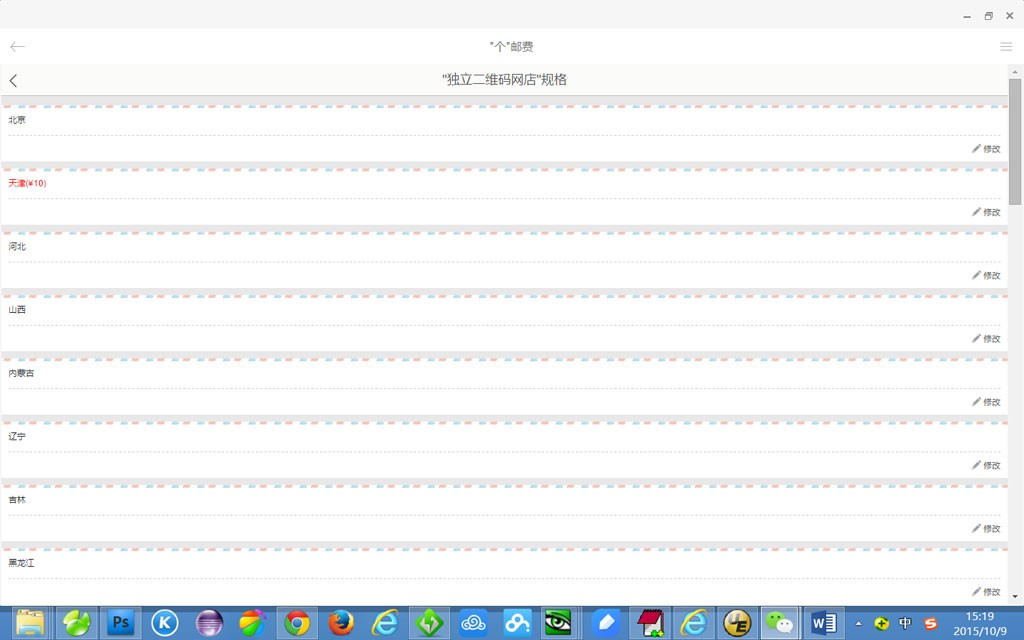 "个"邮费
"独立二维码网店"规格
北京
修改
天津(¥10)
修改
河北
修改
山西
修改
内蒙古
修改
辽宁
修改
吉林
修改
黑龙江
修改
Ps
K
W
中
S
15:19
2015/10/9